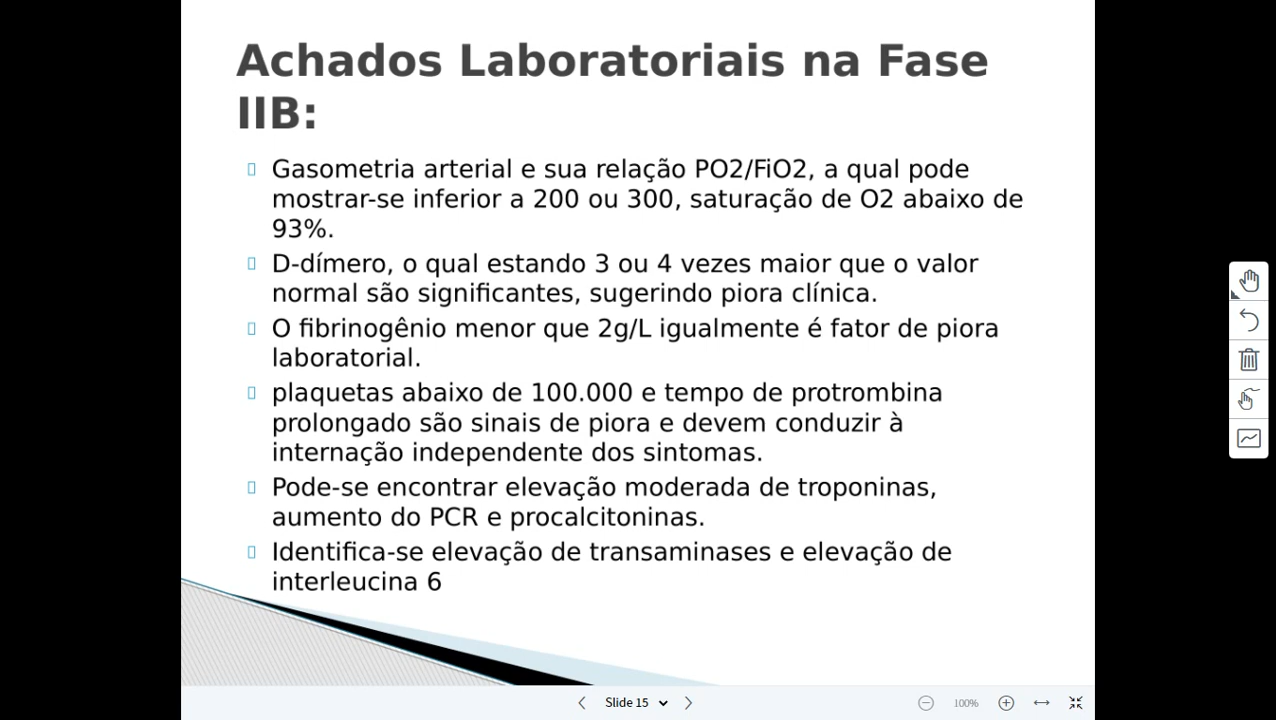 Achados Laboratoriais na Fase
IIB:
Gasometria arterial e sua relação PO2/FiO2, a qual pode
mostrar-se inferior a 200 ou 300, saturação de O2 abaixo de
93%.
D-dímero, o qual estando 3 ou 4 vezes maior que o valor
normal são significantes, sugerindo piora clínica.
O fibrinogênio menor que 2g/L igualmente é fator de piora
laboratorial.
plaquetas abaixo de 100.000 e tempo de protrombina
prolongado são sinais de piora e devem conduzir à
internação independente dos sintomas.
Pode-se encontrar elevação moderada de troponinas,
aumento do PCR e procalcitoninas.
Identifica-se elevação de transaminases e elevação de
interleucina 6
Slide 15
100%